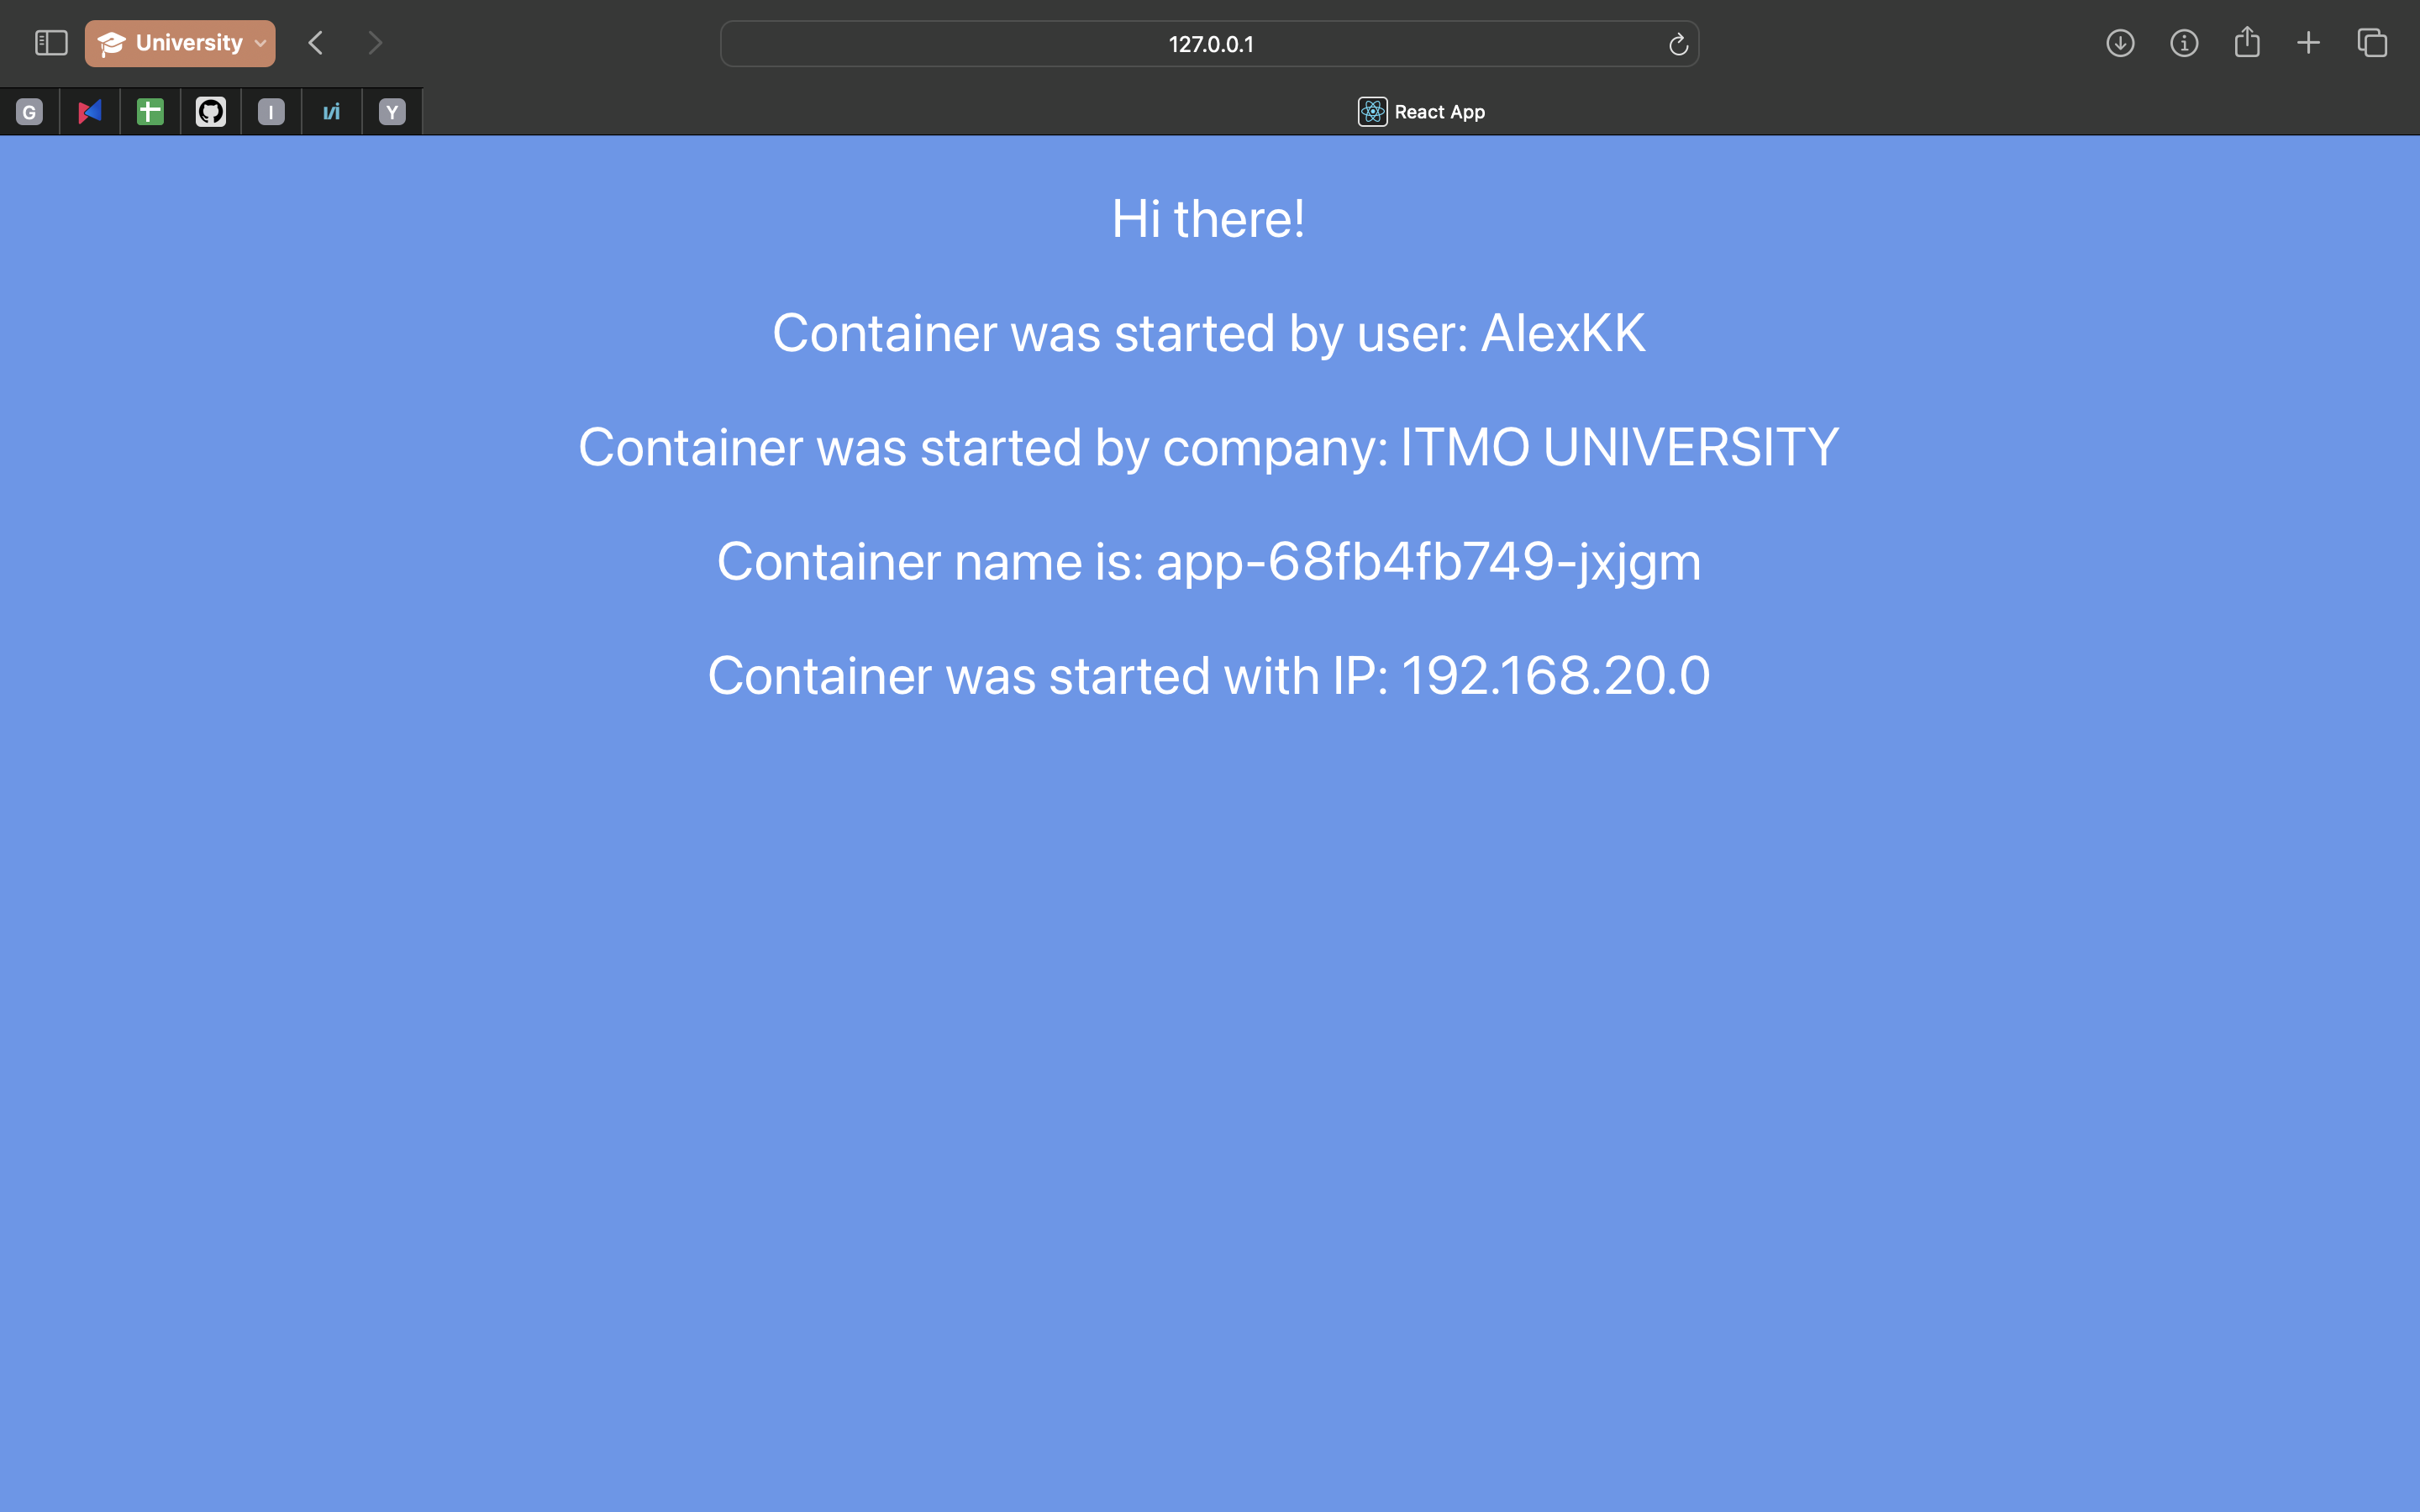 University
127.0.0.1
G
I
Y
React App
Hi there!
Container was started by user: AlexKK
Container was started by company: ITMO UNIVERSITY
Container name is: app-68fb4fb749-jxjgm
Container was started with IP: 192.168.20.0